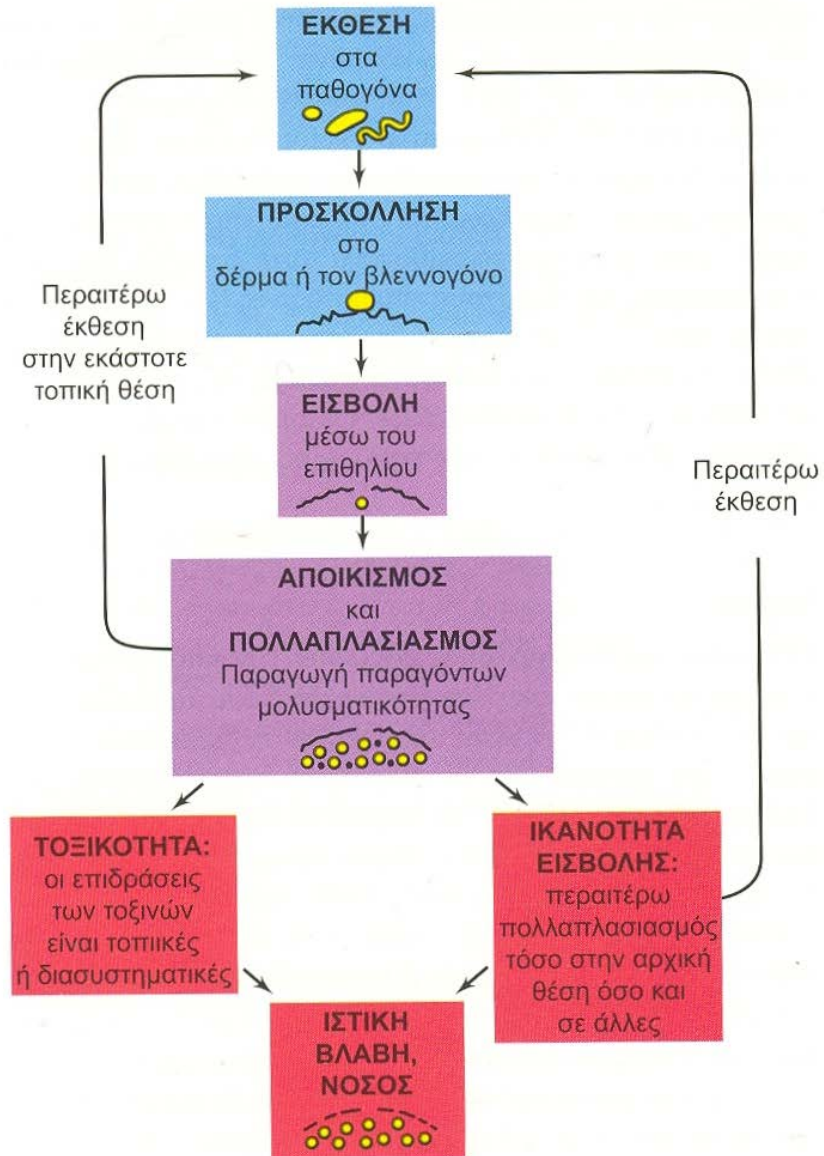 ΕΚΘΕΣΗ
στα
παθογόνα
ΠΡΟΣΚΟΛΛΗΣΗ
στο
δέρμα ή τον βλεννογόνο
Περαιτέρω
έκθεση
στην εκάστοτε
τοπική θέση
ΕΙΣΒΟΛΗ
μέσω του
επιθηλίου
Περαιτέρω
έκθεση
ΑΠΟΙΚΙΣΜΟΣ
και
ΠΟΛΛΑΠΛΑΣΙΑΣΜΟΣ
Παραγωγή παραγόντων
μολυσματικότητας
ΤΟΞΙΚΟΤΗΤΑ:
οι επιδράσεις
των τοξινών
είναι τοπιικές
ή διασυστηματικές
ΙΚΑΝΟΤΗΤΑ
ΕΙΣΒΟΛΗΣ:
περαιτέρω
πολλαπλασιασμός
τόσο στην αρχική
θέση όσο και
σε άλλες
ΙΣΤΙΚΗ
ΒΛΑΒΗ,
ΝΟΣΟΣ